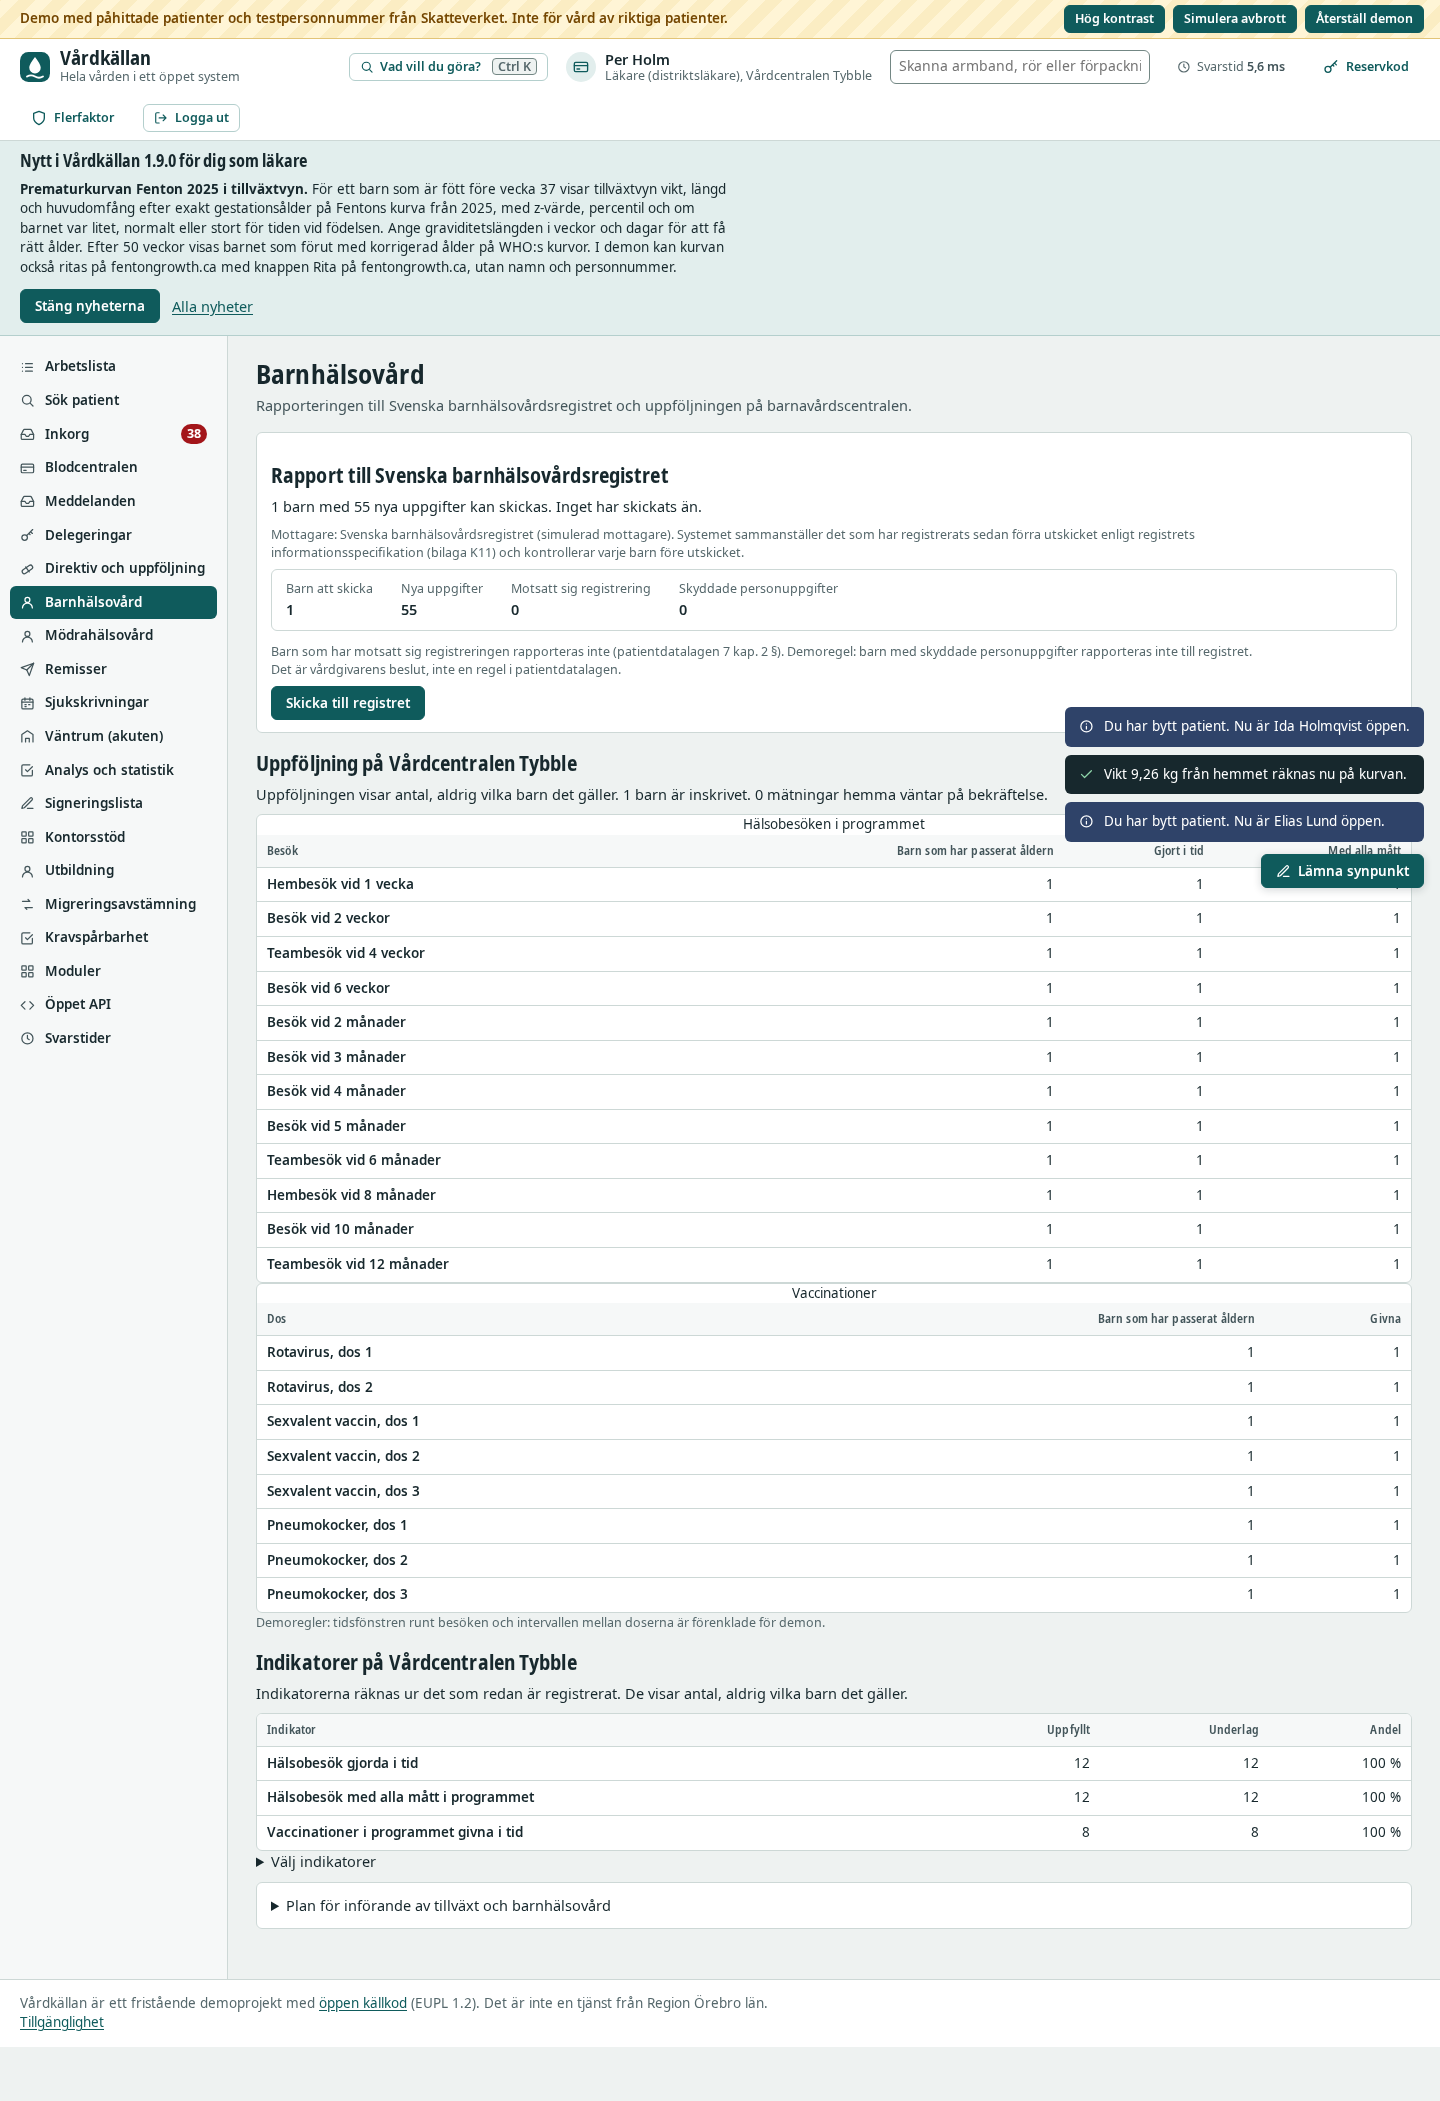 Demo med påhittade patienter och testpersonnummer från Skatteverket. Inte för vård av riktiga patienter.
Hög kontrast
Simulera avbrott
Återställ demon
Vårdkällan
Hela vården i ett öppet system
Vad vill du göra? Ctrl K
Per Holm
Läkare (distriktsläkare), Vårdcentralen Tybble
Skanna armband, rör eller förpackni
Svarstid 5,6 ms
Reservkod
Flerfaktor
Logga ut
Nytt i Vårdkällan 1.9.0 för dig som läkare
Prematurkurvan Fenton 2025 i tillväxtvyn. För ett barn som är fött före vecka 37 visar tillväxtvyn vikt, längd
och huvudomfång efter exakt gestationsålder på Fentons kurva från 2025, med z-värde, percentil och om
barnet var litet, normalt eller stort för tiden vid födelsen. Ange graviditetslängden i veckor och dagar för att få
rätt ålder. Efter 50 veckor visas barnet som förut med korrigerad ålder på WHO:s kurvor. I demon kan kurvan
också ritas på fentongrowth.ca med knappen Rita på fentongrowth.ca, utan namn och personnummer.
Stäng nyheterna
Alla nyheter
Arbetslista
Sök patient
Inkorg 38
Blodcentralen
Meddelanden
Delegeringar
Direktiv och uppföljning
Barnhälsovård
Mödrahälsovård
Remisser
Sjukskrivningar
Väntrum (akuten)
Analys och statistik
Signeringslista
Kontorsstöd
Utbildning
Migreringsavstämning
Kravspårbarhet
Moduler
Öppet API
Svarstider
Barnhälsovård
Rapporteringen till Svenska barnhälsovårdsregistret och uppföljningen på barnavårdscentralen.
Rapport till Svenska barnhälsovårdsregistret
1 barn med 55 nya uppgifter kan skickas. Inget har skickats än.
Mottagare: Svenska barnhälsovårdsregistret (simulerad mottagare). Systemet sammanställer det som har registrerats sedan förra utskicket enligt registrets
informationsspecifikation (bilaga K11) och kontrollerar varje barn före utskicket.
Barn att skicka Nya uppgifter Motsatt sig registrering Skyddade personuppgifter
1 55 0 0
Barn som har motsatt sig registreringen rapporteras inte (patientdatalagen 7 kap. 2 §). Demoregel: barn med skyddade personuppgifter rapporteras inte till registret.
Det är vårdgivarens beslut, inte en regel i patientdatalagen.
Skicka till registret
Du har bytt patient. Nu är Ida Holmqvist öppen.
Vikt 9,26 kg från hemmet räknas nu på kurvan.
Du har bytt patient. Nu är Elias Lund öppen.
Lämna synpunkt
Uppföljning på Vårdcentralen Tybble
Uppföljningen visar antal, aldrig vilka barn det gäller. 1 barn är inskrivet. 0 mätningar hemma väntar på bekräftelse.
Hälsobesöken i programmet
Besök Barn som har passerat åldern Gjort i tid Med alla mått
Hembesök vid 1 vecka 1 1
Besök vid 2 veckor 1 1 1
Teambesök vid 4 veckor 1 1 1
Besök vid 6 veckor 1 1 1
Besök vid 2 månader 1 1 1
Besök vid 3 månader 1 1 1
Besök vid 4 månader 1 1 1
Besök vid 5 månader 1 1 1
Teambesök vid 6 månader 1 1 1
Hembesök vid 8 månader 1 1 1
Besök vid 10 månader 1 1 1
Teambesök vid 12 månader 1 1 1
Vaccinationer
Dos Barn som har passerat åldern Givna
Rotavirus, dos 1 1 1
Rotavirus, dos 2 1 1
Sexvalent vaccin, dos 1 1 1
Sexvalent vaccin, dos 2 1 1
Sexvalent vaccin, dos 3 1 1
Pneumokocker, dos 1 1 1
Pneumokocker, dos 2 1 1
Pneumokocker, dos 3 1 1
Demoregler: tidsfönstren runt besöken och intervallen mellan doserna är förenklade för demon.
Indikatorer på Vårdcentralen Tybble
Indikatorerna räknas ur det som redan är registrerat. De visar antal, aldrig vilka barn det gäller.
Indikator Uppfyllt Underlag Andel
Hälsobesök gjorda i tid 12 12 100 %
Hälsobesök med alla mått i programmet 12 12 100 %
Vaccinationer i programmet givna i tid 8 8 100 %
Välj indikatorer
Plan för införande av tillväxt och barnhälsovård
Vårdkällan är ett fristående demoprojekt med öppen källkod (EUPL 1.2). Det är inte en tjänst från Region Örebro län.
Tillgänglighet